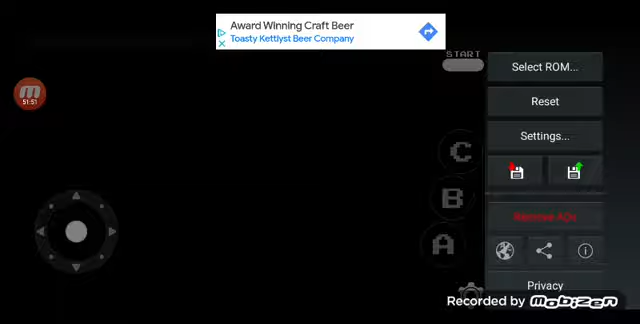 Award Winning Craft Beer
Toasty Kettlyst Beer Company
START
Select ROM...
51:51
Reset
Settings...
C
B
Remove ADs
A
Privacy
Recorded by MOBIZEN